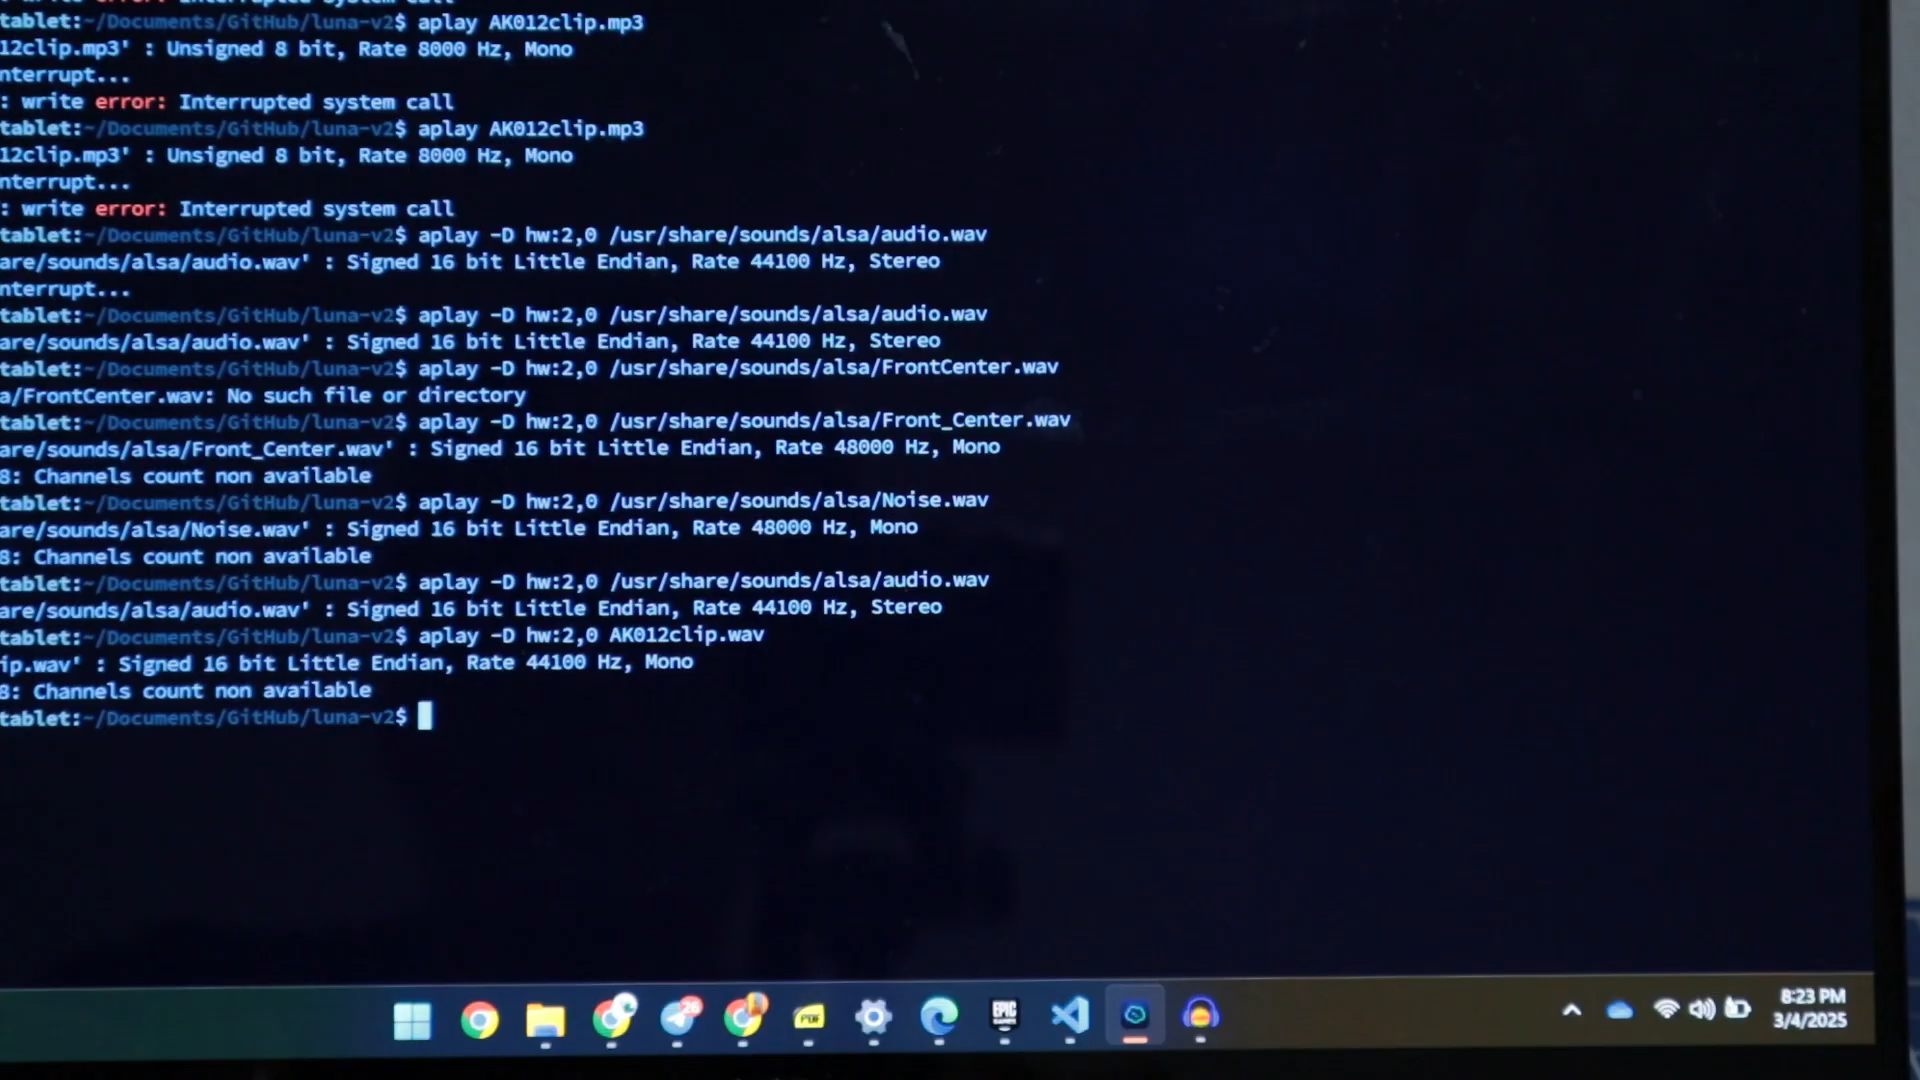 write error: Interrupted system call
tablet:~/Documents/GitHub/luna-v2$ aplay AK012clip.mp3
12clip.mp3' : Unsigned 8 bit, Rate 8000 Hz, Mono
nterrupt...
: write error: Interrupted system call
tablet:~/Documents/GitHub/luna-v2$ aplay AK012clip.mp3
12clip.mp3' : Unsigned 8 bit, Rate 8000 Hz, Mono
nterrupt...
: write error: Interrupted system call
tablet:~/Documents/GitHub/luna-v2$ aplay -D hw:2,0 /usr/share/sounds/alsa/audio.wav
are/sounds/alsa/audio.wav' : Signed 16 bit Little Endian, Rate 44100 Hz, Stereo
nterrupt...
tablet:~/Documents/GitHub/luna-v2$ aplay -D hw:2,0 /usr/share/sounds/alsa/audio.wav
are/sounds/alsa/audio.wav' : Signed 16 bit Little Endian, Rate 44100 Hz, Stereo
tablet:~/Documents/GitHub/luna-v2$ aplay -D hw:2,0 /usr/share/sounds/alsa/FrontCenter.wav
a/FrontCenter.wav: No such file or directory
tablet:~/Documents/GitHub/luna-v2$ aplay -D hw:2,0 /usr/share/sounds/alsa/Front_Center.wav
are/sounds/alsa/Front_Center.wav' : Signed 16 bit Little Endian, Rate 48000 Hz, Mono
8: Channels count non available
tablet:~/Documents/GitHub/luna-v2$ aplay -D hw:2,0 /usr/share/sounds/alsa/Noise.wav
are/sounds/alsa/Noise.wav' : Signed 16 bit Little Endian, Rate 48000 Hz, Mono
8: Channels count non available
tablet:~/Documents/GitHub/luna-v2$ aplay -D hw:2,0 /usr/share/sounds/alsa/audio.wav
are/sounds/alsa/audio.wav' : Signed 16 bit Little Endian, Rate 44100 Hz, Stereo
tablet:~/Documents/GitHub/luna-v2$ aplay -D hw:2,0 AK012clip.wav
ip.wav' : Signed 16 bit Little Endian, Rate 44100 Hz, Mono
8: Channels count non available
tablet:~/Documents/GitHub/luna-v2$
26
PDF
EPIC
GAMES
8:23 PM
3/4/2025